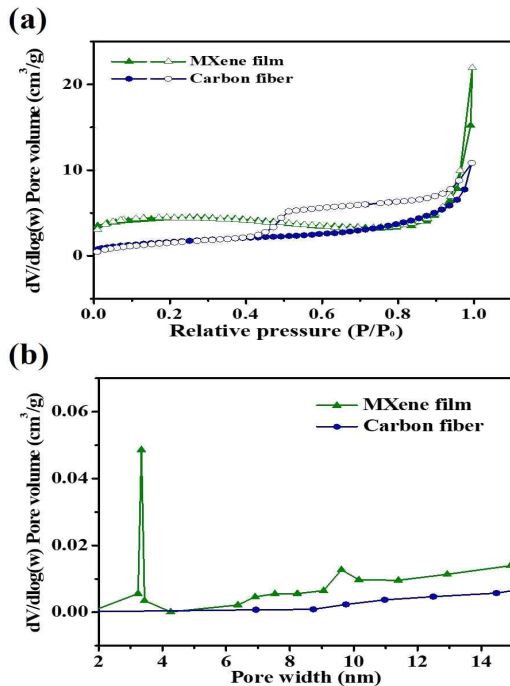 (a)
dV/dlog(w) Pore volume (cm³/g)
20
10
0
MXene film
Carbon fiber
0.0 0.2 0.4 0.6 0.8 1.0
Relative pressure (P/P₀)
(b)
dV/dlog(w) Pore volume (cm³/g)
0.06
0.04
0.02
0.00
MXene film
Carbon fiber
2 4 6 8 10 12 14
Pore width (nm)